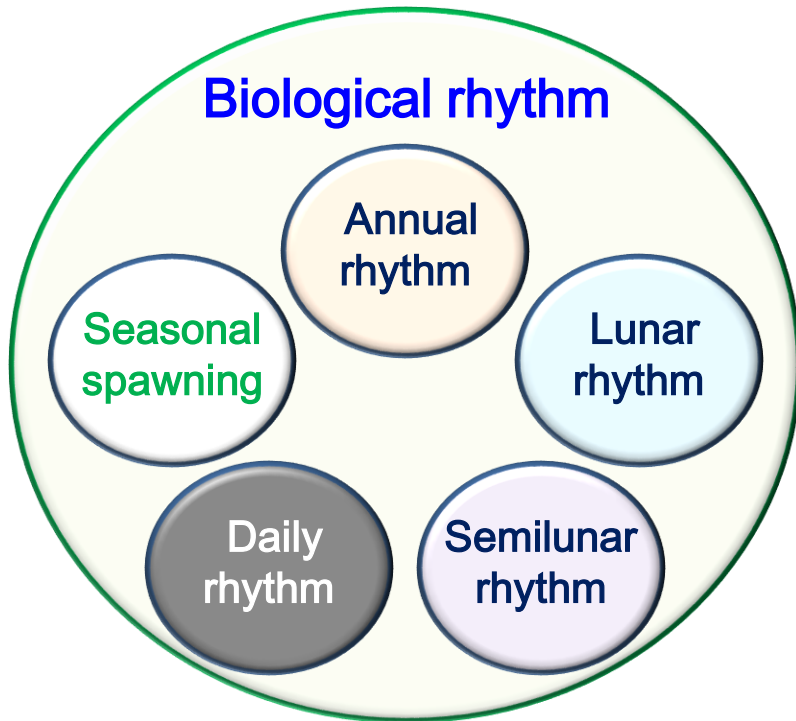 Biological rhythm
Annual
rhythm
Seasonal
spawning
Lunar
rhythm
Daily
rhythm
Semilunar
rhythm